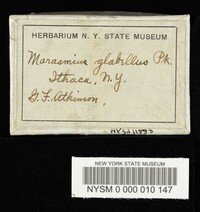 HERBARIUM N. Y. STATE MUSEUM
Marasmius glabellus Pk.
Ithaca, N.Y.
G. F. Atkinson,
NEW YORK STATE MUSEUM
NYSM 0 000 010 147